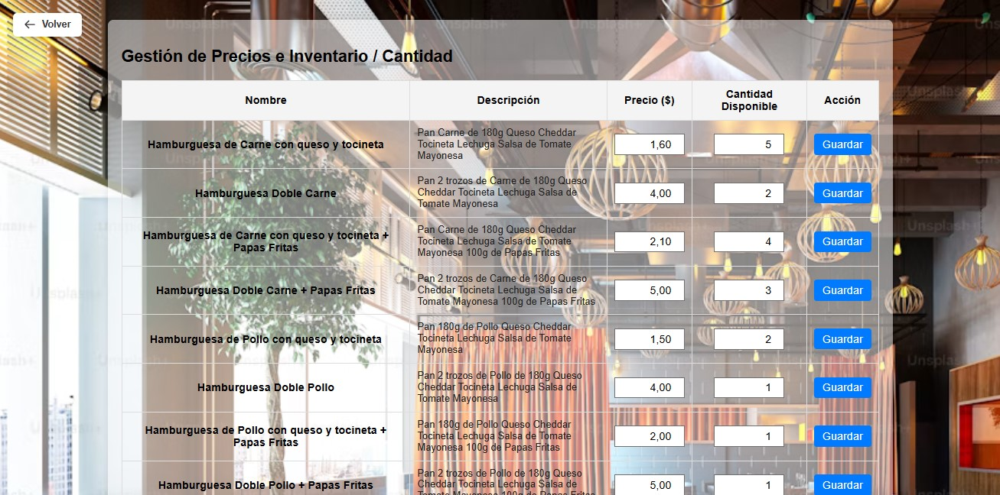 Volver
Gestión de Precios e Inventario / Cantidad
Nombre
Descripción
Precio ($)
Cantidad
Disponible
Acción
Hamburguesa de Carne con queso y tocineta
Pan Carne de 180g Queso Cheddar
Tocineta Lechuga Salsa de Tomate
Mayonesa
1,60
5
Guardar
Hamburguesa Doble Carne
Pan 2 trozos de Carne de 180g Queso
Cheddar Tocineta Lechuga Salsa de
Tomate Mayonesa
4,00
2
Guardar
Hamburguesa de Carne con queso y tocineta +
Papas Fritas
Pan Carne de 180g Queso Cheddar
Tocineta Lechuga Salsa de Tomate
Mayonesa 100g de Papas Fritas
2,10
4
Guardar
Hamburguesa Doble Carne + Papas Fritas
Pan 2 trozos de Carne de 180g Queso
Cheddar Tocineta Lechuga Salsa de
Tomate Mayonesa 100g de Papas Fritas
5,00
3
Guardar
Hamburguesa de Pollo con queso y tocineta
Pan 180g de Pollo Queso Cheddar
Tocineta Lechuga Salsa de Tomate
Mayonesa
1,50
2
Guardar
Hamburguesa Doble Pollo
Pan 2 trozos de Pollo de 180g Queso
Cheddar Tocineta Lechuga Salsa de
Tomate Mayonesa
4,00
1
Guardar
Hamburguesa de Pollo con queso y tocineta +
Papas Fritas
Pan 180g de Pollo Queso Cheddar
Tocineta Lechuga Salsa de Tomate
Mayonesa 100g de Papas Fritas
2,00
1
Guardar
Hamburguesa Doble Pollo + Papas Fritas
Pan 2 trozos de Pollo de 180g Queso
Cheddar Tocineta Lechuga Salsa de
Tomate Mayonesa 100g de Papas Fritas
5,00
1
Guardar
Unsplash+